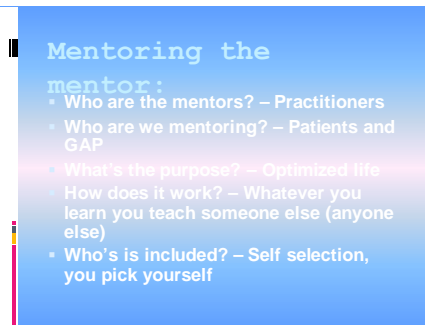 Mentoring the
mentor:
▪ Who are the mentors? – Practitioners
▪ Who are we mentoring? – Patients and
GAP
▪ What's the purpose? – Optimized life
▪ How does it work? – Whatever you
learn you teach someone else (anyone
else)
▪ Who's is included? – Self selection,
you pick yourself